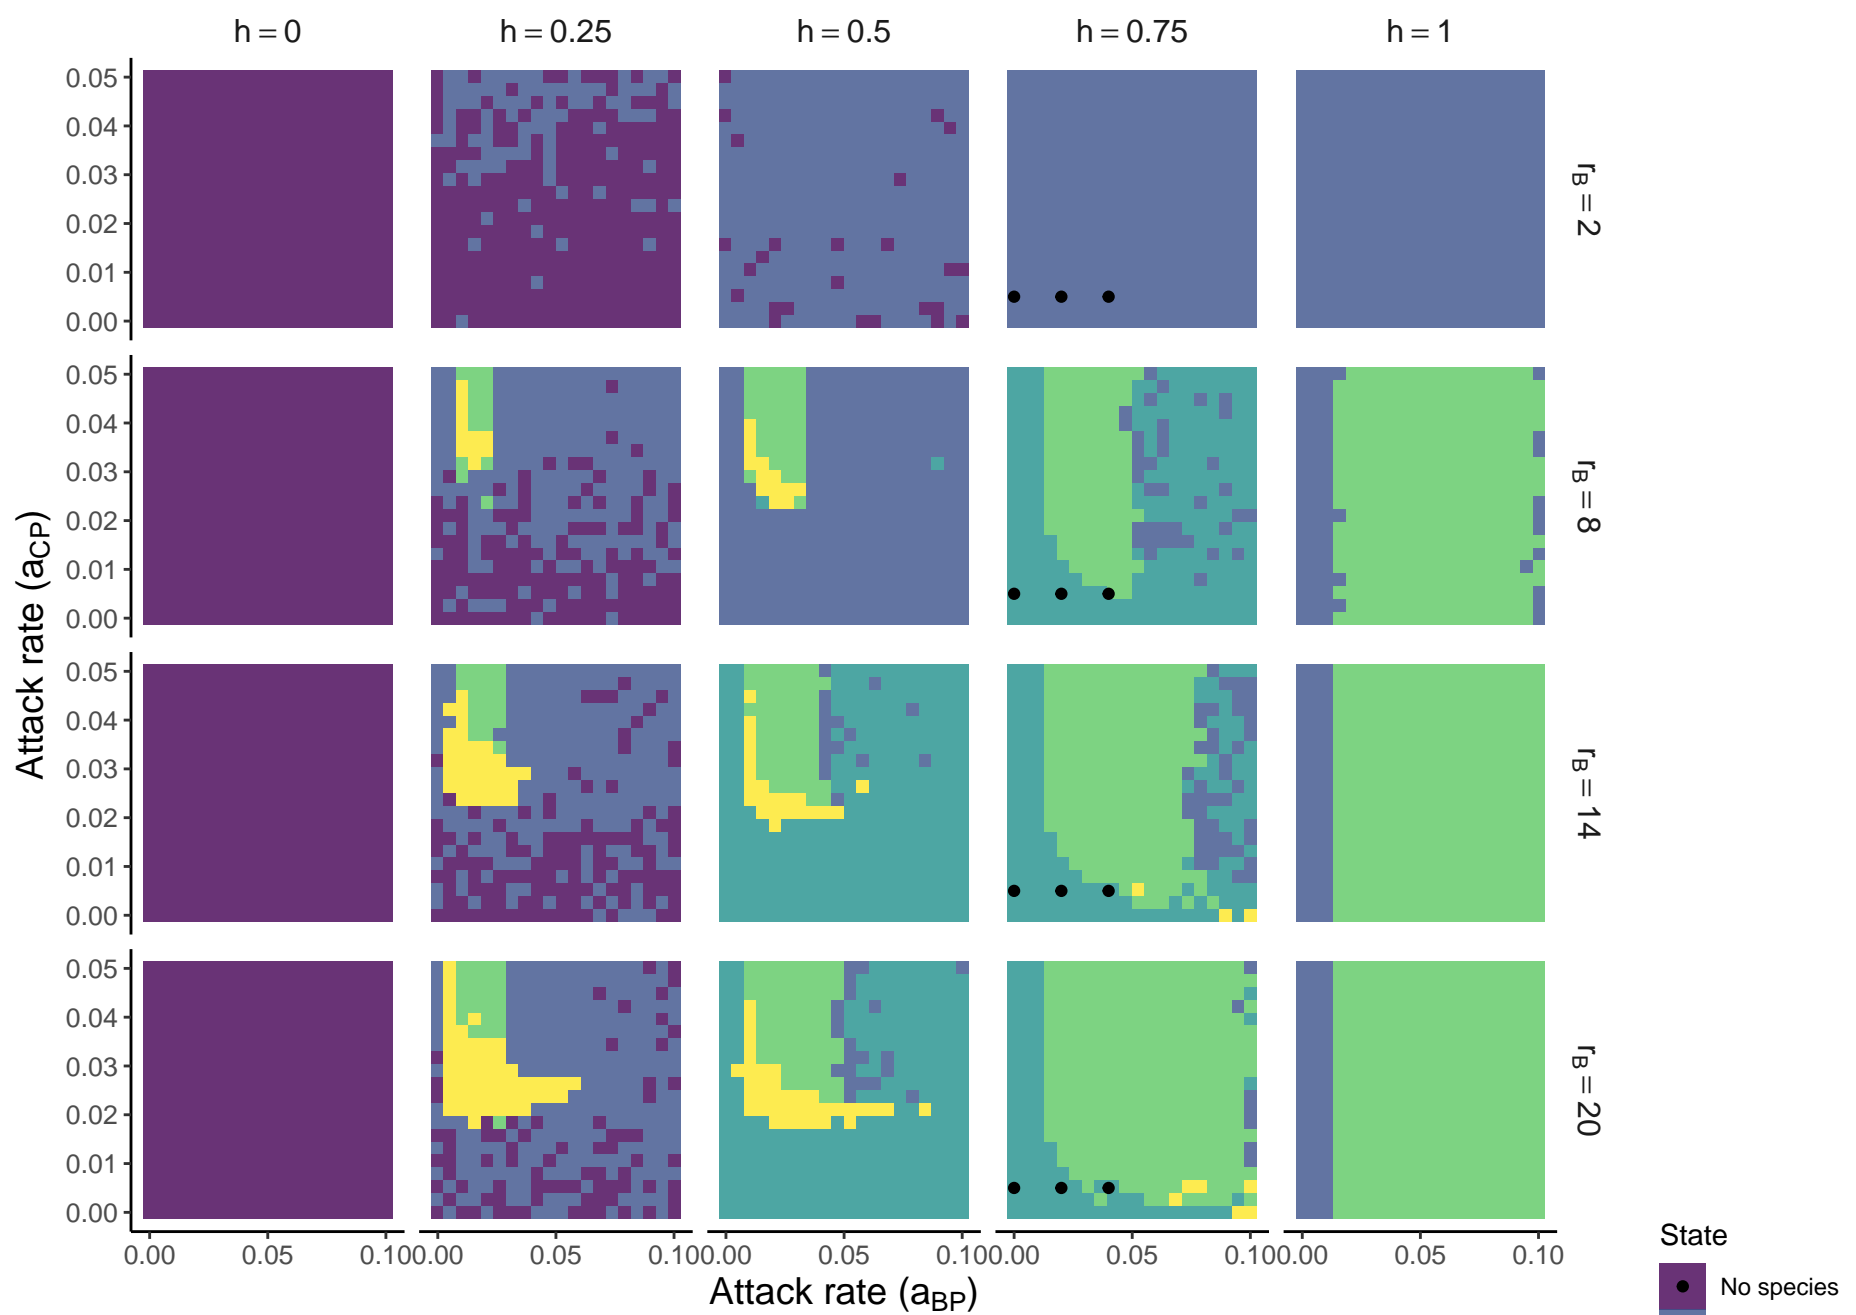 h = 0 h = 0.25 h = 0.5 h = 0.75 h = 1
0.05
0.04
0.03
0.02
0.01
0.00
r_B = 2
0.05
0.04
0.03
0.02
0.01
0.00
r_B = 8
0.05
0.04
0.03
0.02
0.01
0.00
r_B = 14
0.05
0.04
0.03
0.02
0.01
0.00
r_B = 20
Attack rate (a_CP)
0.00 0.05 0.10 0.00 0.05 0.10 0.00 0.05 0.10 0.00 0.05 0.10 0.00 0.05 0.10
Attack rate (a_BP)
State
No species